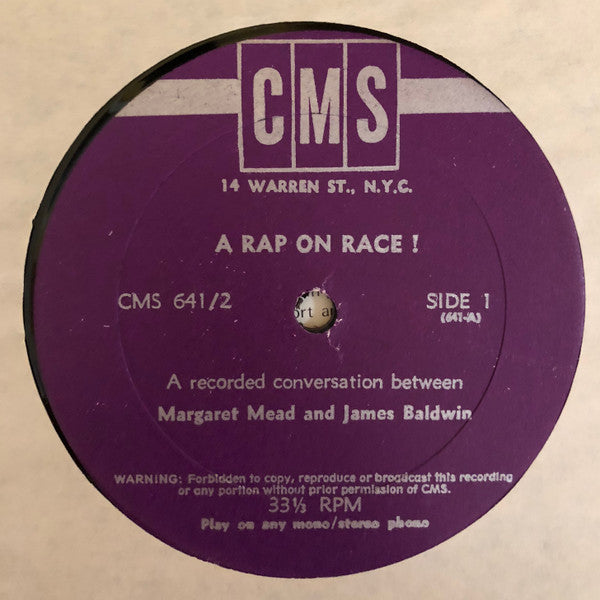 CMS
14 WARREN ST., N.Y.C.
A RAP ON RACE !
CMS 641/2
SIDE 1
(641-A)
ort a
A recorded conversation between
Margaret Mead and James Baldwin
WARNING: Forbidden to copy, reproduce or broadcast this recording
or any portion without prior permission of CMS.
33⅓ RPM
Play on any mono/stereo phono